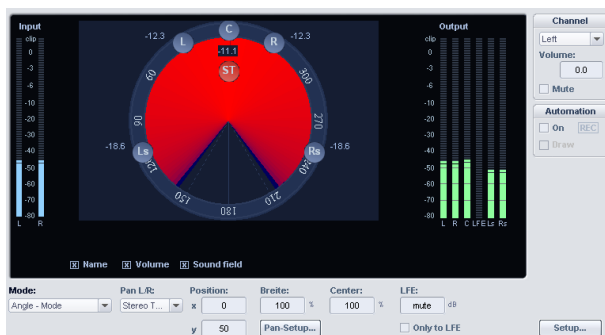 Input
clip
0
-3
-6
-10
-20
-30
-40
-50
-60
-70
-80
L R
-12.3
L
C
R
-12.3
-11.1
ST
60
300
90
270
-18.6
Ls
Rs
-18.6
120
240
150
180
210
Name
Volume
Sound field
Output
clip
0
-3
-6
-10
-20
-30
-40
-50
-60
-70
-80
L R C LFE Ls Rs
Channel
Left
Volume:
0.0
Mute
Automation
On REC
Draw
Mode: Pan L/R: Position: Breite: Center: LFE:
Angle - Mode Stereo T... x 0 100 % 100 % mute dB
y 50 Pan-Setup... Only to LFE Setup...